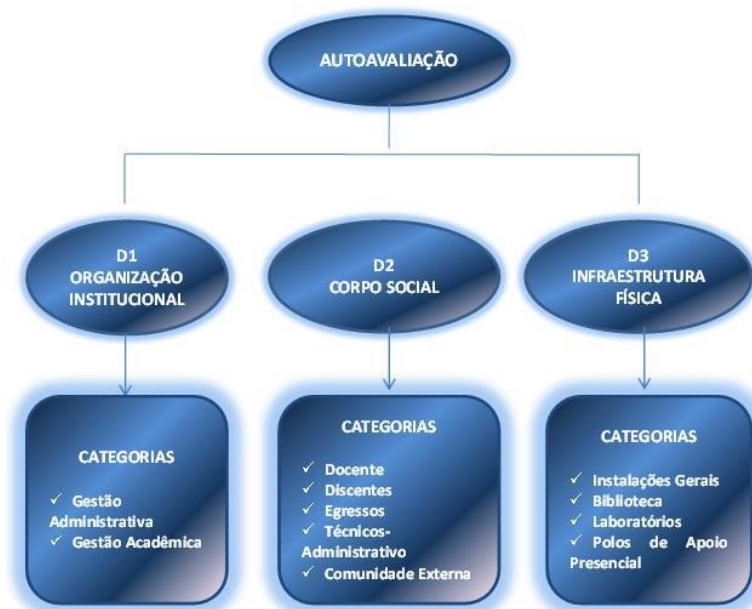 AUTOAVALIAÇÃO
D1
ORGANIZAÇÃO
INSTITUCIONAL
D2
CORPO SOCIAL
D3
INFRAESTRUTURA
FÍSICA
CATEGORIAS
✓ Gestão
Administrativa
✓ Gestão Acadêmica
CATEGORIAS
✓ Docente
✓ Discentes
✓ Egressos
✓ Técnicos-
Administrativo
✓ Comunidade Externa
CATEGORIAS
✓ Instalações Gerais
✓ Biblioteca
✓ Laboratórios
✓ Polos de Apoio
Presencial